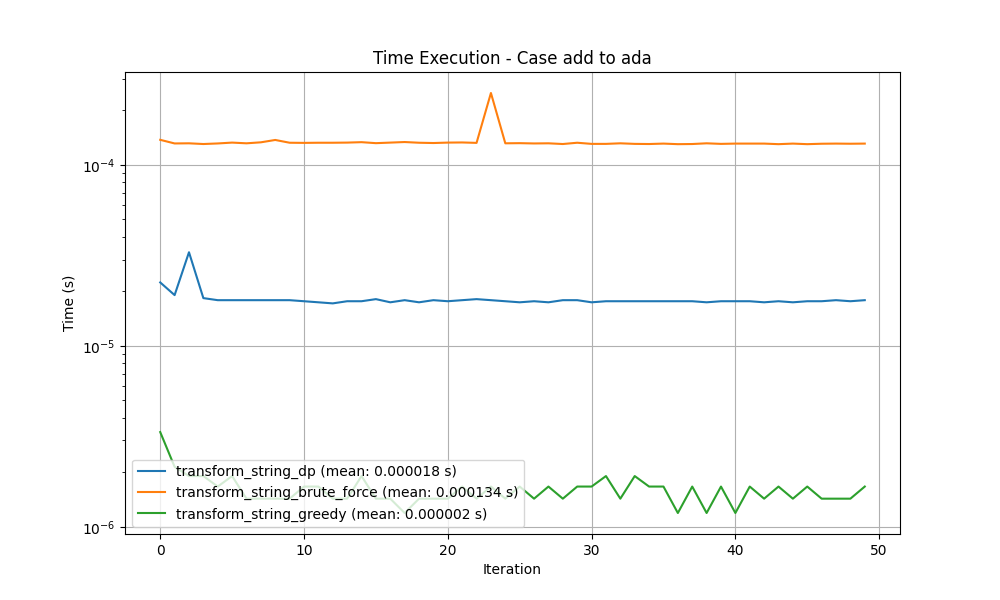 Time Execution - Case add to ada
Time (s)
10⁻⁴
10⁻⁵
10⁻⁶
transform_string_dp (mean: 0.000018 s)
transform_string_brute_force (mean: 0.000134 s)
transform_string_greedy (mean: 0.000002 s)
0 10 20 30 40 50
Iteration